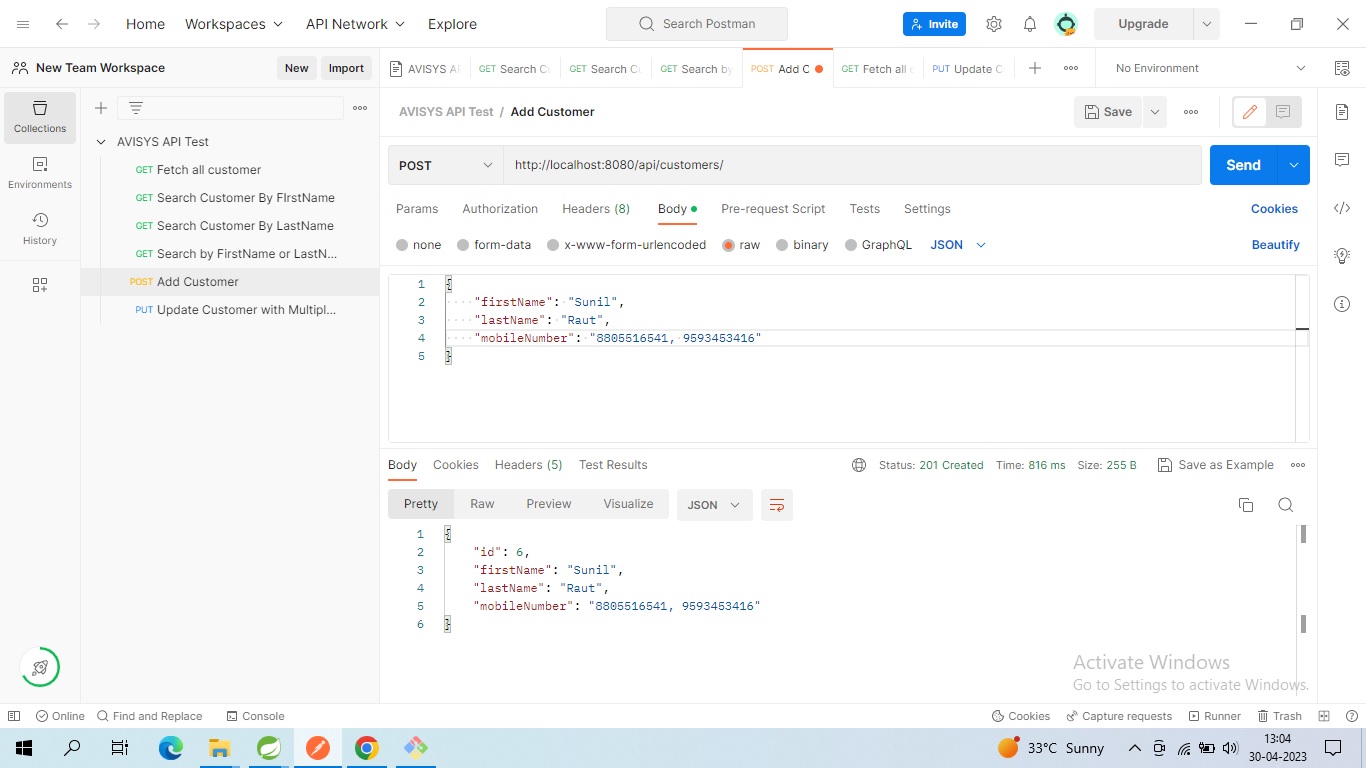 Home Workspaces API Network Explore Search Postman Invite Upgrade
New Team Workspace New Import
AVISYS AP GET Search Cu GET Search Cu GET Search by POST Add C GET Fetch all c PUT Update C No Environment
Collections
Environments
History
AVISYS API Test
GET Fetch all customer
GET Search Customer By FIrstName
GET Search Customer By LastName
GET Search by FirstName or LastN...
POST Add Customer
PUT Update Customer with Multipl...
AVISYS API Test / Add Customer Save
POST http://localhost:8080/api/customers/ Send
Params Authorization Headers (8) Body Pre-request Script Tests Settings Cookies
none form-data x-www-form-urlencoded raw binary GraphQL JSON Beautify
1 {
2 "firstName": "Sunil",
3 "lastName": "Raut",
4 "mobileNumber": "8805516541, 9593453416"
5 }
Body Cookies Headers (5) Test Results Status: 201 Created Time: 816 ms Size: 255 B Save as Example
Pretty Raw Preview Visualize JSON
1 {
2 "id": 6,
3 "firstName": "Sunil",
4 "lastName": "Raut",
5 "mobileNumber": "8805516541, 9593453416"
6 }
Activate Windows
Go to Settings to activate Windows.
Online Find and Replace Console Cookies Capture requests Runner Trash
33°C Sunny
13:04
30-04-2023